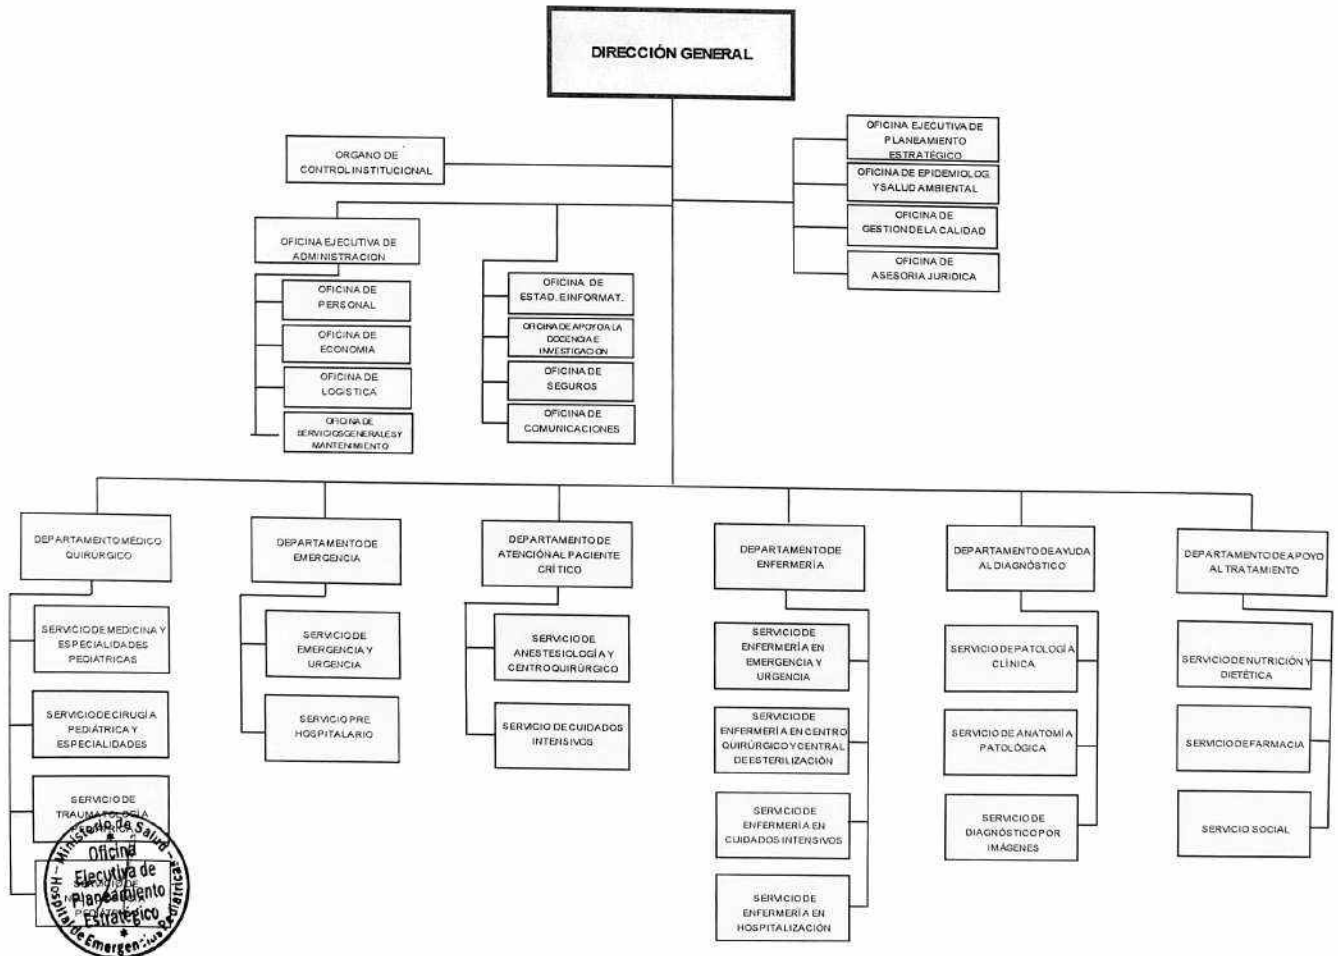 DIRECCIÓN GENERAL
ORGANO DE
CONTROL INSTITUCIONAL
OFICINA EJECUTIVA DE
PLANEAMIENTO
ESTRATÉGICO
OFICINA DE EPIDEMIOLOG.
Y SALUD AMBIENTAL
OFICINA DE
GESTION DE LA CALIDAD
OFICINA DE
ASESORIA JURIDICA
OFICINA EJECUTIVA DE
ADMINISTRACION
OFICINA DE
PERSONAL
OFICINA DE
ECONOMIA
OFICINA DE
LOGISTICA
OFICINA DE
SERVICIOS GENERALES Y
MANTENIMIENTO
OFICINA DE
ESTAD. E INFORMAT.
OFICINA DE APOYO A LA
DOCENCIA E
INVESTIGACIÓN
OFICINA DE
SEGUROS
OFICINA DE
COMUNICACIONES
DEPARTAMENTO MÉDICO
QUIRÚRGICO
SERVICIO DE MEDICINA Y
ESPECIALIDADES
PEDIATRICAS
SERVICIO DE CIRUGÍA
PEDIÁTRICA Y
ESPECIALIDADES
SERVICIO DE
TRAUMATOLOGÍA
SERVICIO DE
Ministerio de Salud
Oficina
Ejecutiva de
Planeamiento
Estratégico
Hospital de Emergencias Pediátricas
DEPARTAMENTO DE
EMERGENCIA
SERVICIO DE
EMERGENCIA Y
URGENCIA
SERVICIO PRE
HOSPITALARIO
DEPARTAMENTO DE
ATENCIÓN AL PACIENTE
CRÍTICO
SERVICIO DE
ANESTESIOLOGÍA Y
CENTRO QUIRÚRGICO
SERVICIO DE CUIDADOS
INTENSIVOS
DEPARTAMENTO DE
ENFERMERÍA
SERVICIO DE
ENFERMERÍA EN
EMERGENCIA Y
URGENCIA
SERVICIO DE
ENFERMERÍA EN CENTRO
QUIRÚRGICO Y CENTRAL
DE ESTERILIZACIÓN
SERVICIO DE
ENFERMERÍA EN
CUIDADOS INTENSIVOS
SERVICIO DE
ENFERMERÍA EN
HOSPITALIZACIÓN
DEPARTAMENTO DE AYUDA
AL DIAGNÓSTICO
SERVICIO DE PATOLOGÍA
CLÍNICA
SERVICIO DE ANATOMÍA
PATOLÓGICA
SERVICIO DE
DIAGNÓSTICO POR
IMÁGENES
DEPARTAMENTO DE APOYO
AL TRATAMIENTO
SERVICIO DE NUTRICIÓN Y
DIETÉTICA
SERVICIO DE FARMACIA
SERVICIO SOCIAL